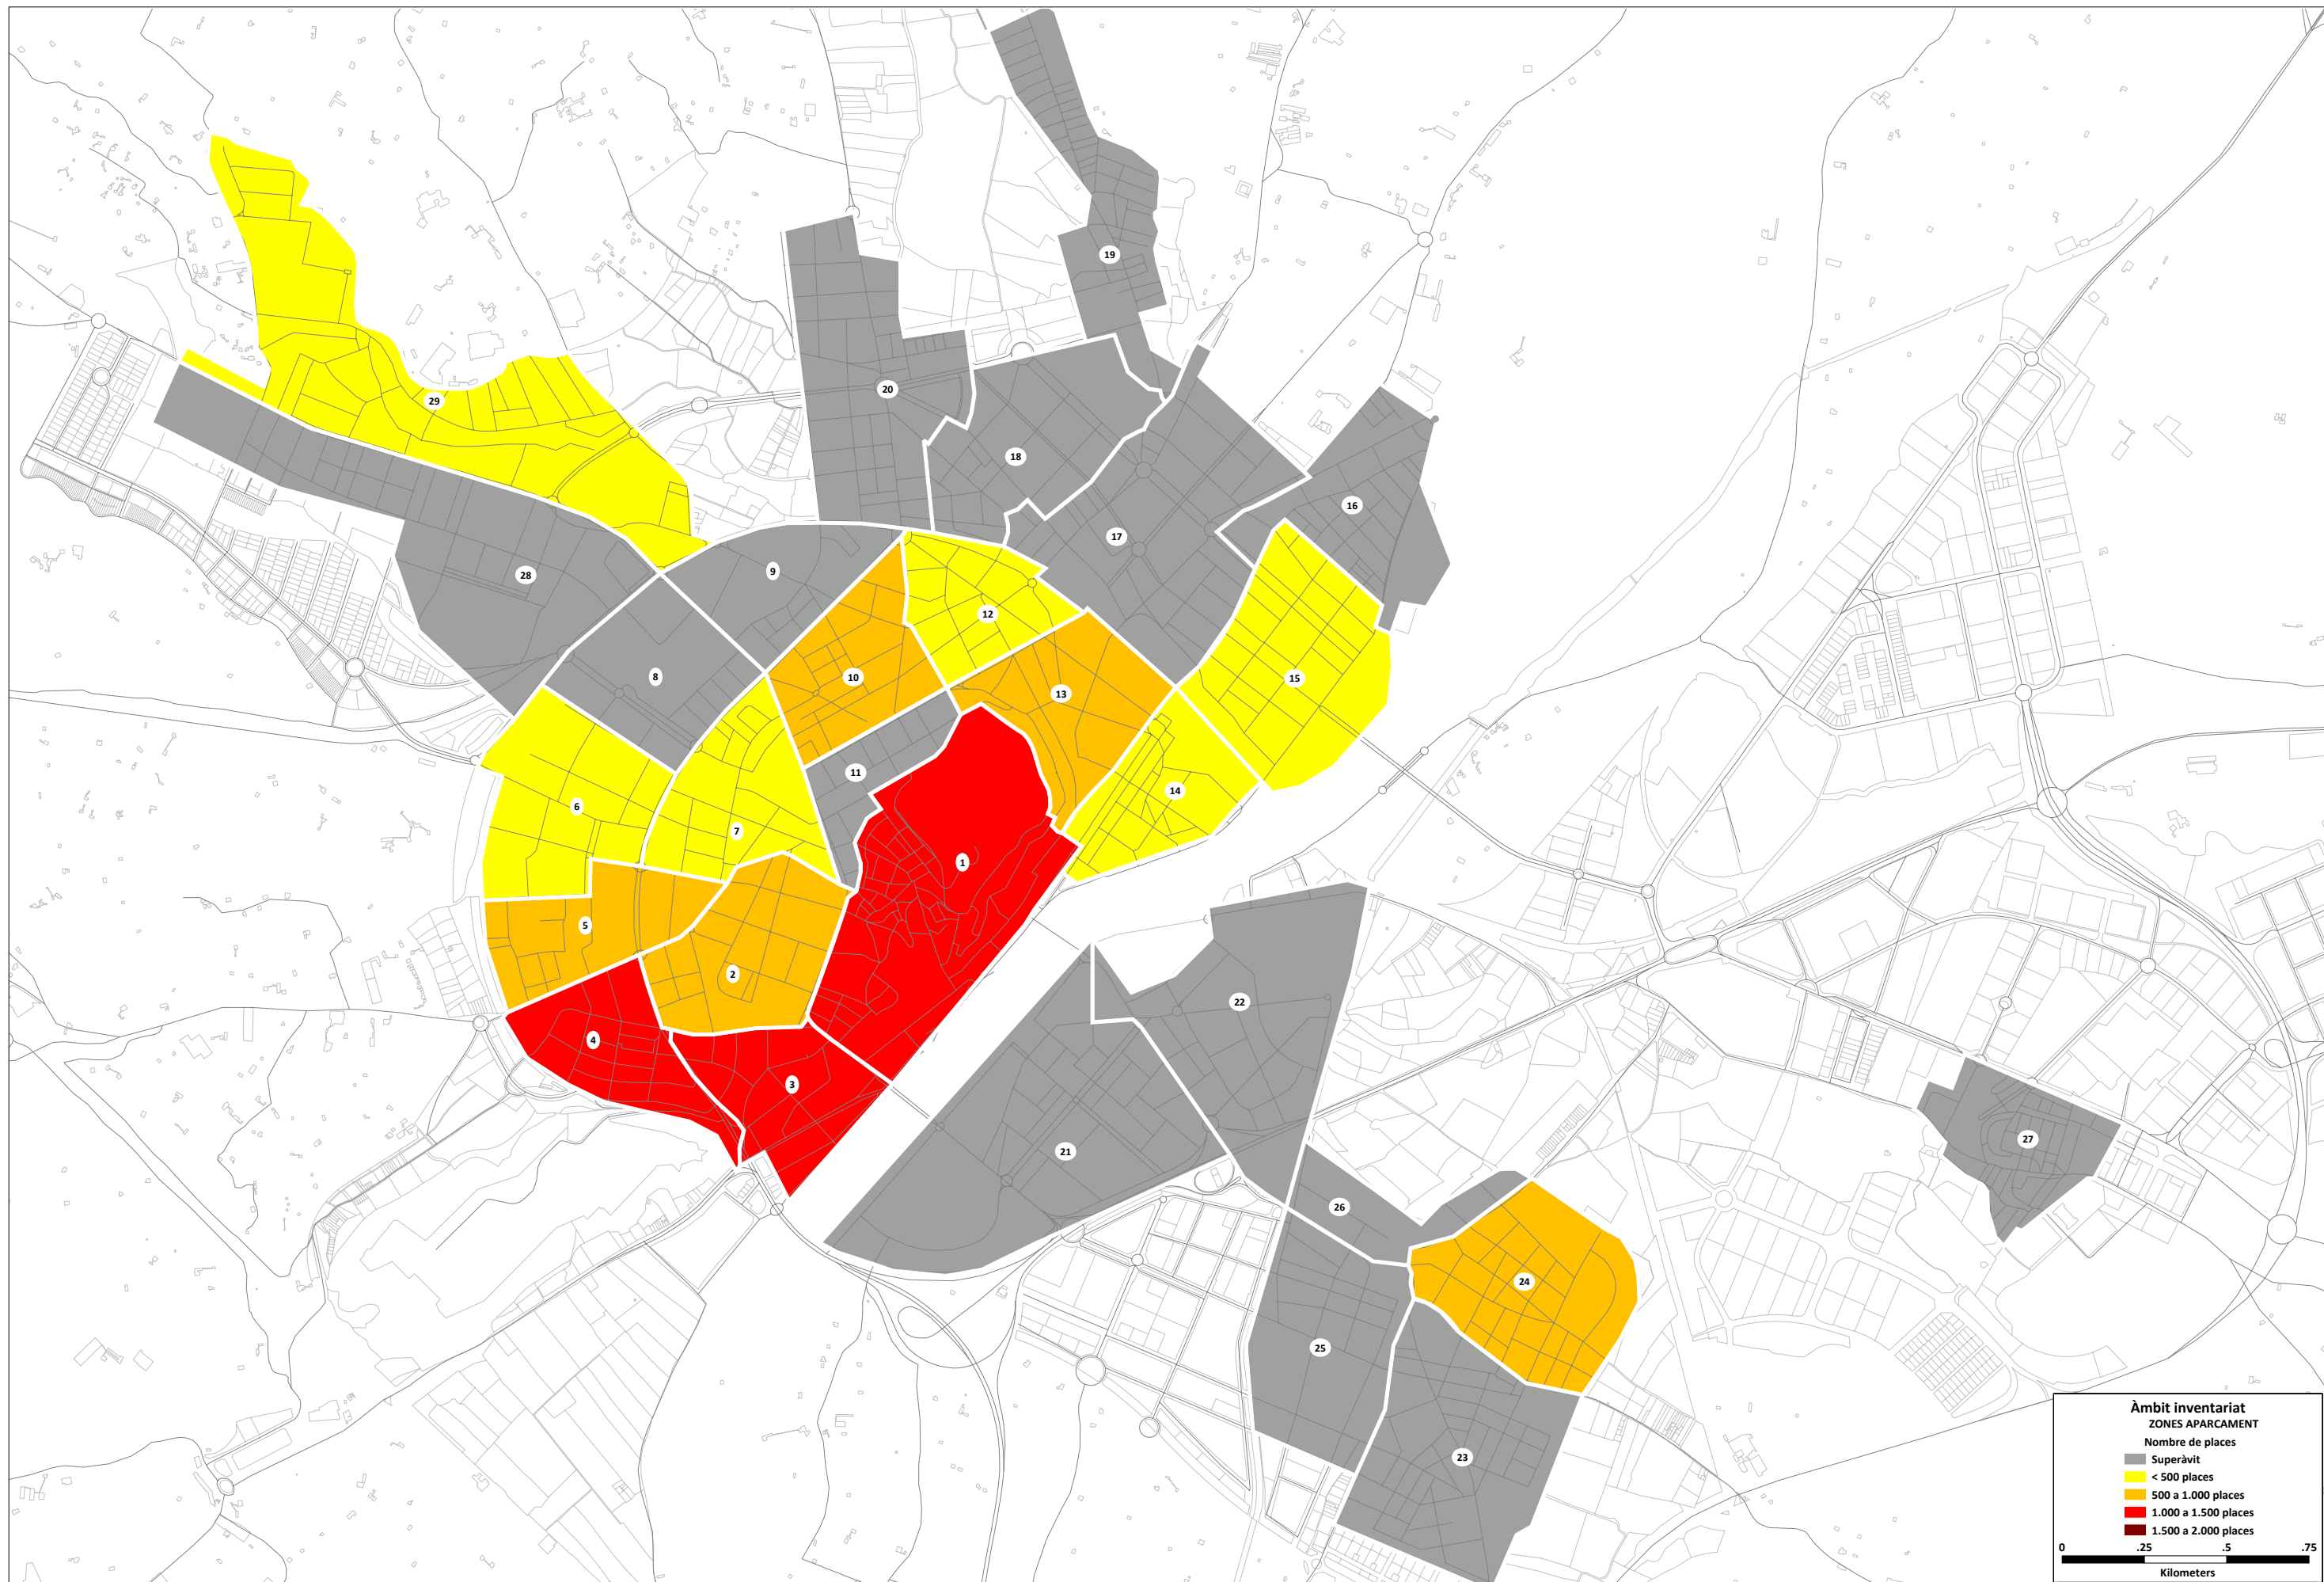 19
20
29
18
16
17
28
9
12
8
10
13
15
11
14
6
7
1
5
2
22
4
3
21
27
26
24
25
23
Àmbit inventariat
ZONES APARCAMENT
Nombre de places
Superàvit
< 500 places
500 a 1.000 places
1.000 a 1.500 places
1.500 a 2.000 places
0 .25 .5 .75
Kilometers